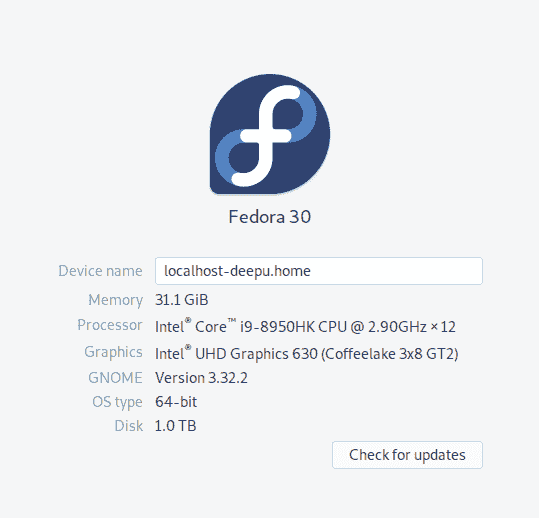 Fedora 30
Device name localhost-deepu.home
Memory 31.1 GiB
Processor Intel® Core™ i9-8950HK CPU @ 2.90GHz × 12
Graphics Intel® UHD Graphics 630 (Coffeelake 3x8 GT2)
GNOME Version 3.32.2
OS type 64-bit
Disk 1.0 TB
Check for updates